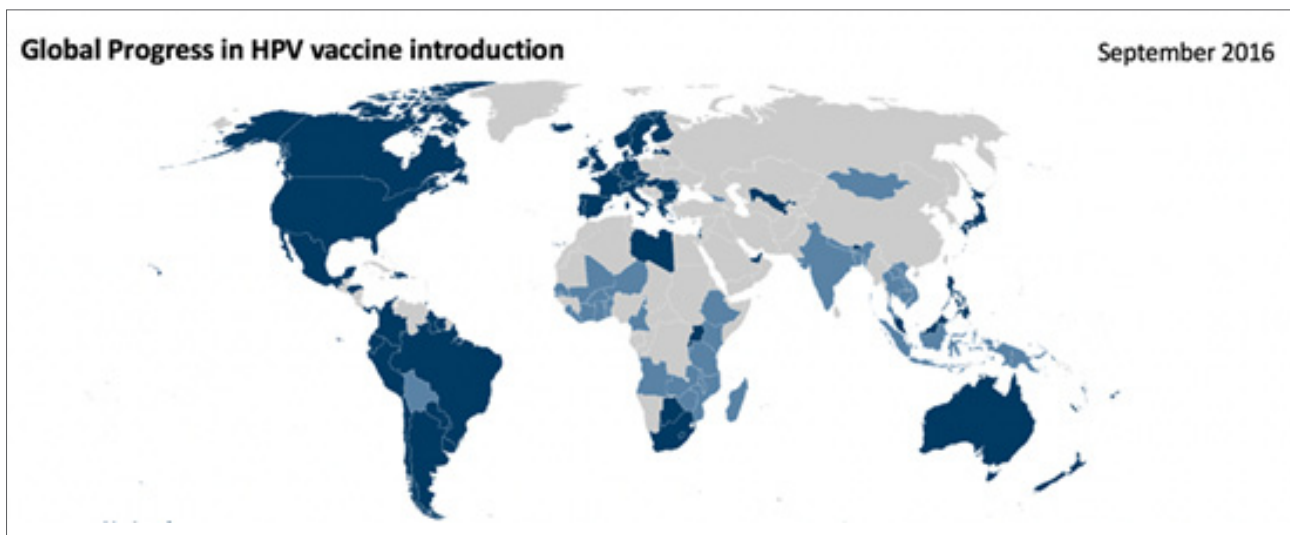 Global Progress in HPV vaccine introduction
September 2016